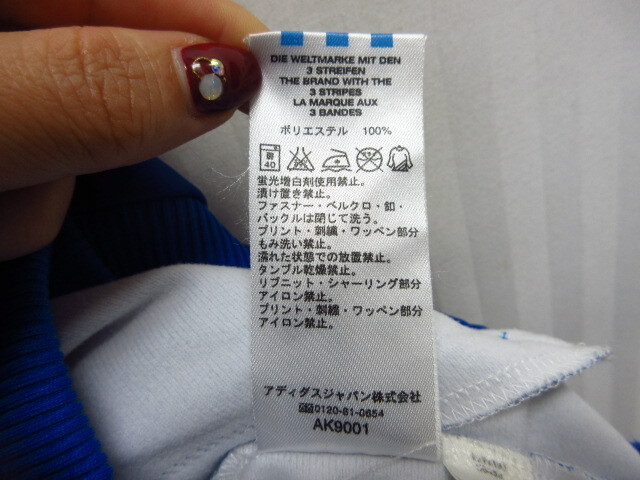 DIE WELTMARKE MIT DEN
3 STREIFEN
THE BRAND WITH THE
3 STRIPES
LA MARQUE AUX
3 BANDES
ポリエステル 100%
40
蛍光増白剤使用禁止。
漬け置き禁止。
ファスナー・ベルクロ・釦・
バックルは閉じて洗う。
プリント・刺繍・ワッペン部分
もみ洗い禁止。
濡れた状態での放置禁止。
タンブル乾燥禁止。
リブニット・シャーリング部分
アイロン禁止。
プリント・刺繍・ワッペン部分
アイロン禁止。
アディダスジャパン株式会社
0120-81-0654
AK9001